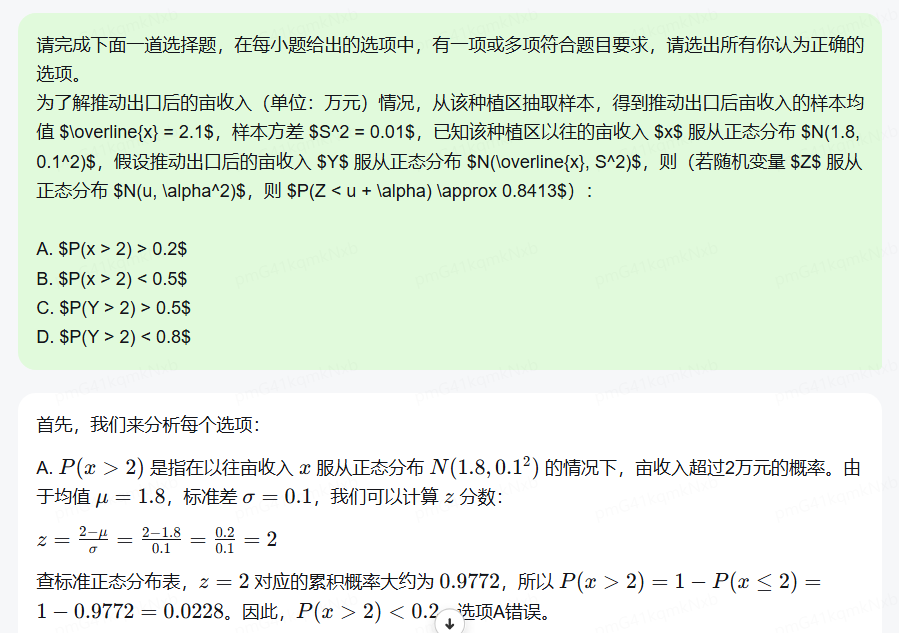 请完成下面一道选择题，在每小题给出的选项中，有一项或多项符合题目要求，请选出所有你认为正确的
选项。
为了解推动出口后的亩收入（单位：万元）情况，从该种植区抽取样本，得到推动出口后亩收入的样本均
值 $\overline{x} = 2.1$，样本方差 $S^2 = 0.01$，已知该种植区以往的亩收入 $x$ 服从正态分布 $N(1.8,
0.1^2)$，假设推动出口后的亩收入 $Y$ 服从正态分布 $N(\overline{x}, S^2)$，则（若随机变量 $Z$ 服从
正态分布 $N(u, \alpha^2)$，则 $P(Z < u + \alpha) \approx 0.8413$）：
A. $P(x > 2) > 0.2$
B. $P(x > 2) < 0.5$
C. $P(Y > 2) > 0.5$
D. $P(Y > 2) < 0.8$
首先，我们来分析每个选项：
A. P(x > 2) 是指在以往亩收入 x 服从正态分布 N(1.8, 0.1²) 的情况下，亩收入超过2万元的概率。由
于均值 μ = 1.8，标准差 σ = 0.1，我们可以计算 z 分数：
z = (2−μ)/σ = (2−1.8)/0.1 = 0.2/0.1 = 2
查标准正态分布表，z = 2 对应的累积概率大约为 0.9772，所以 P(x > 2) = 1 − P(x ≤ 2) =
1 − 0.9772 = 0.0228。因此，P(x > 2) < 0.2，选项A错误。